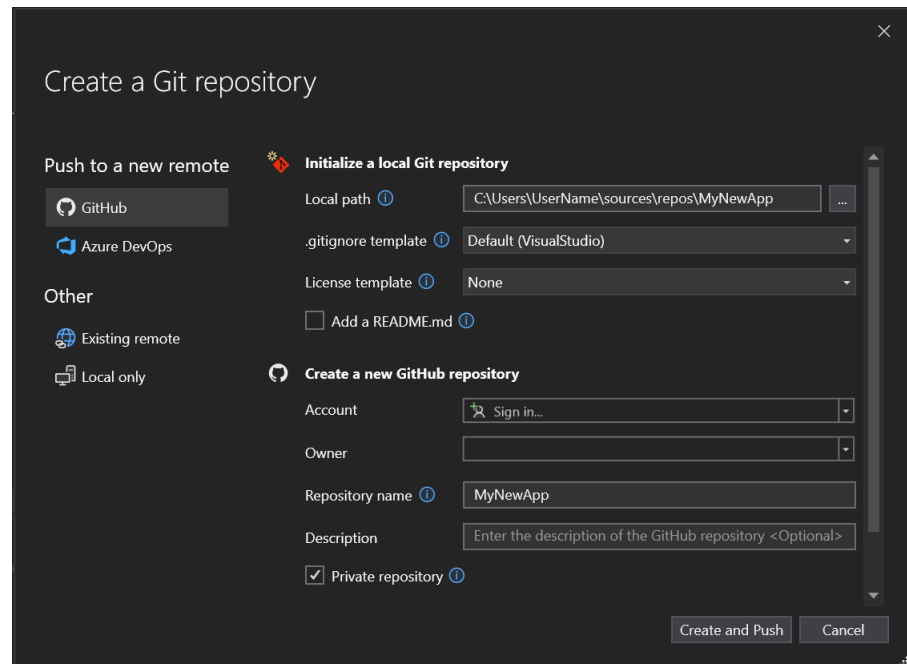 Create a Git repository
Push to a new remote
GitHub
Azure DevOps
Other
Existing remote
Local only
Initialize a local Git repository
Local path C:\Users\UserName\sources\repos\MyNewApp ...
.gitignore template Default (VisualStudio)
License template None
Add a README.md
Create a new GitHub repository
Account Sign in...
Owner
Repository name MyNewApp
Description Enter the description of the GitHub repository <Optional>
Private repository
Create and Push Cancel